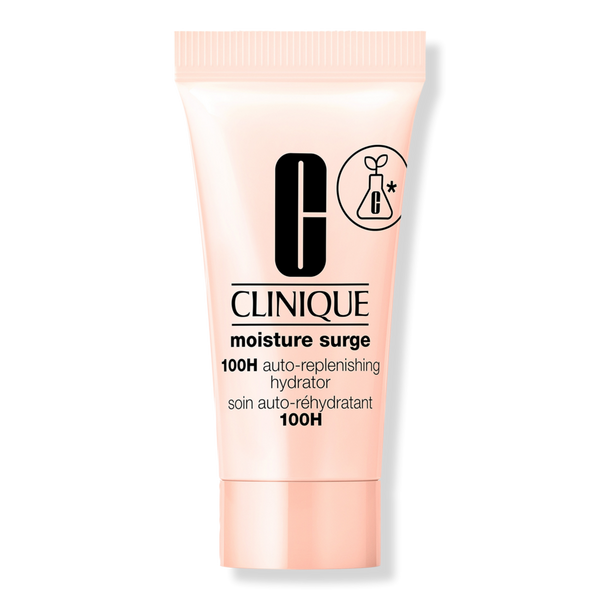 C
C*
CLINIQUE
moisture surge
100H auto-replenishing
hydrator
soin auto-réhydratant
100H